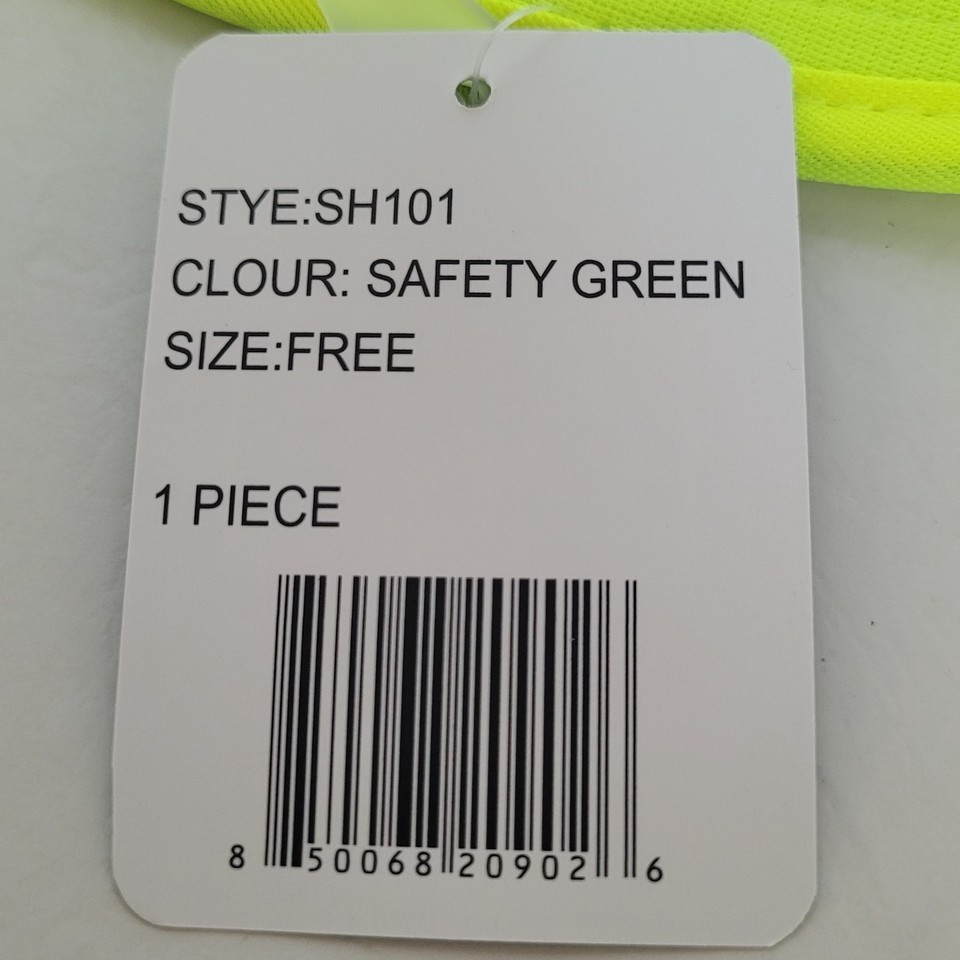 STYE:SH101
CLOUR: SAFETY GREEN
SIZE:FREE
1 PIECE
8 50068 20902 6